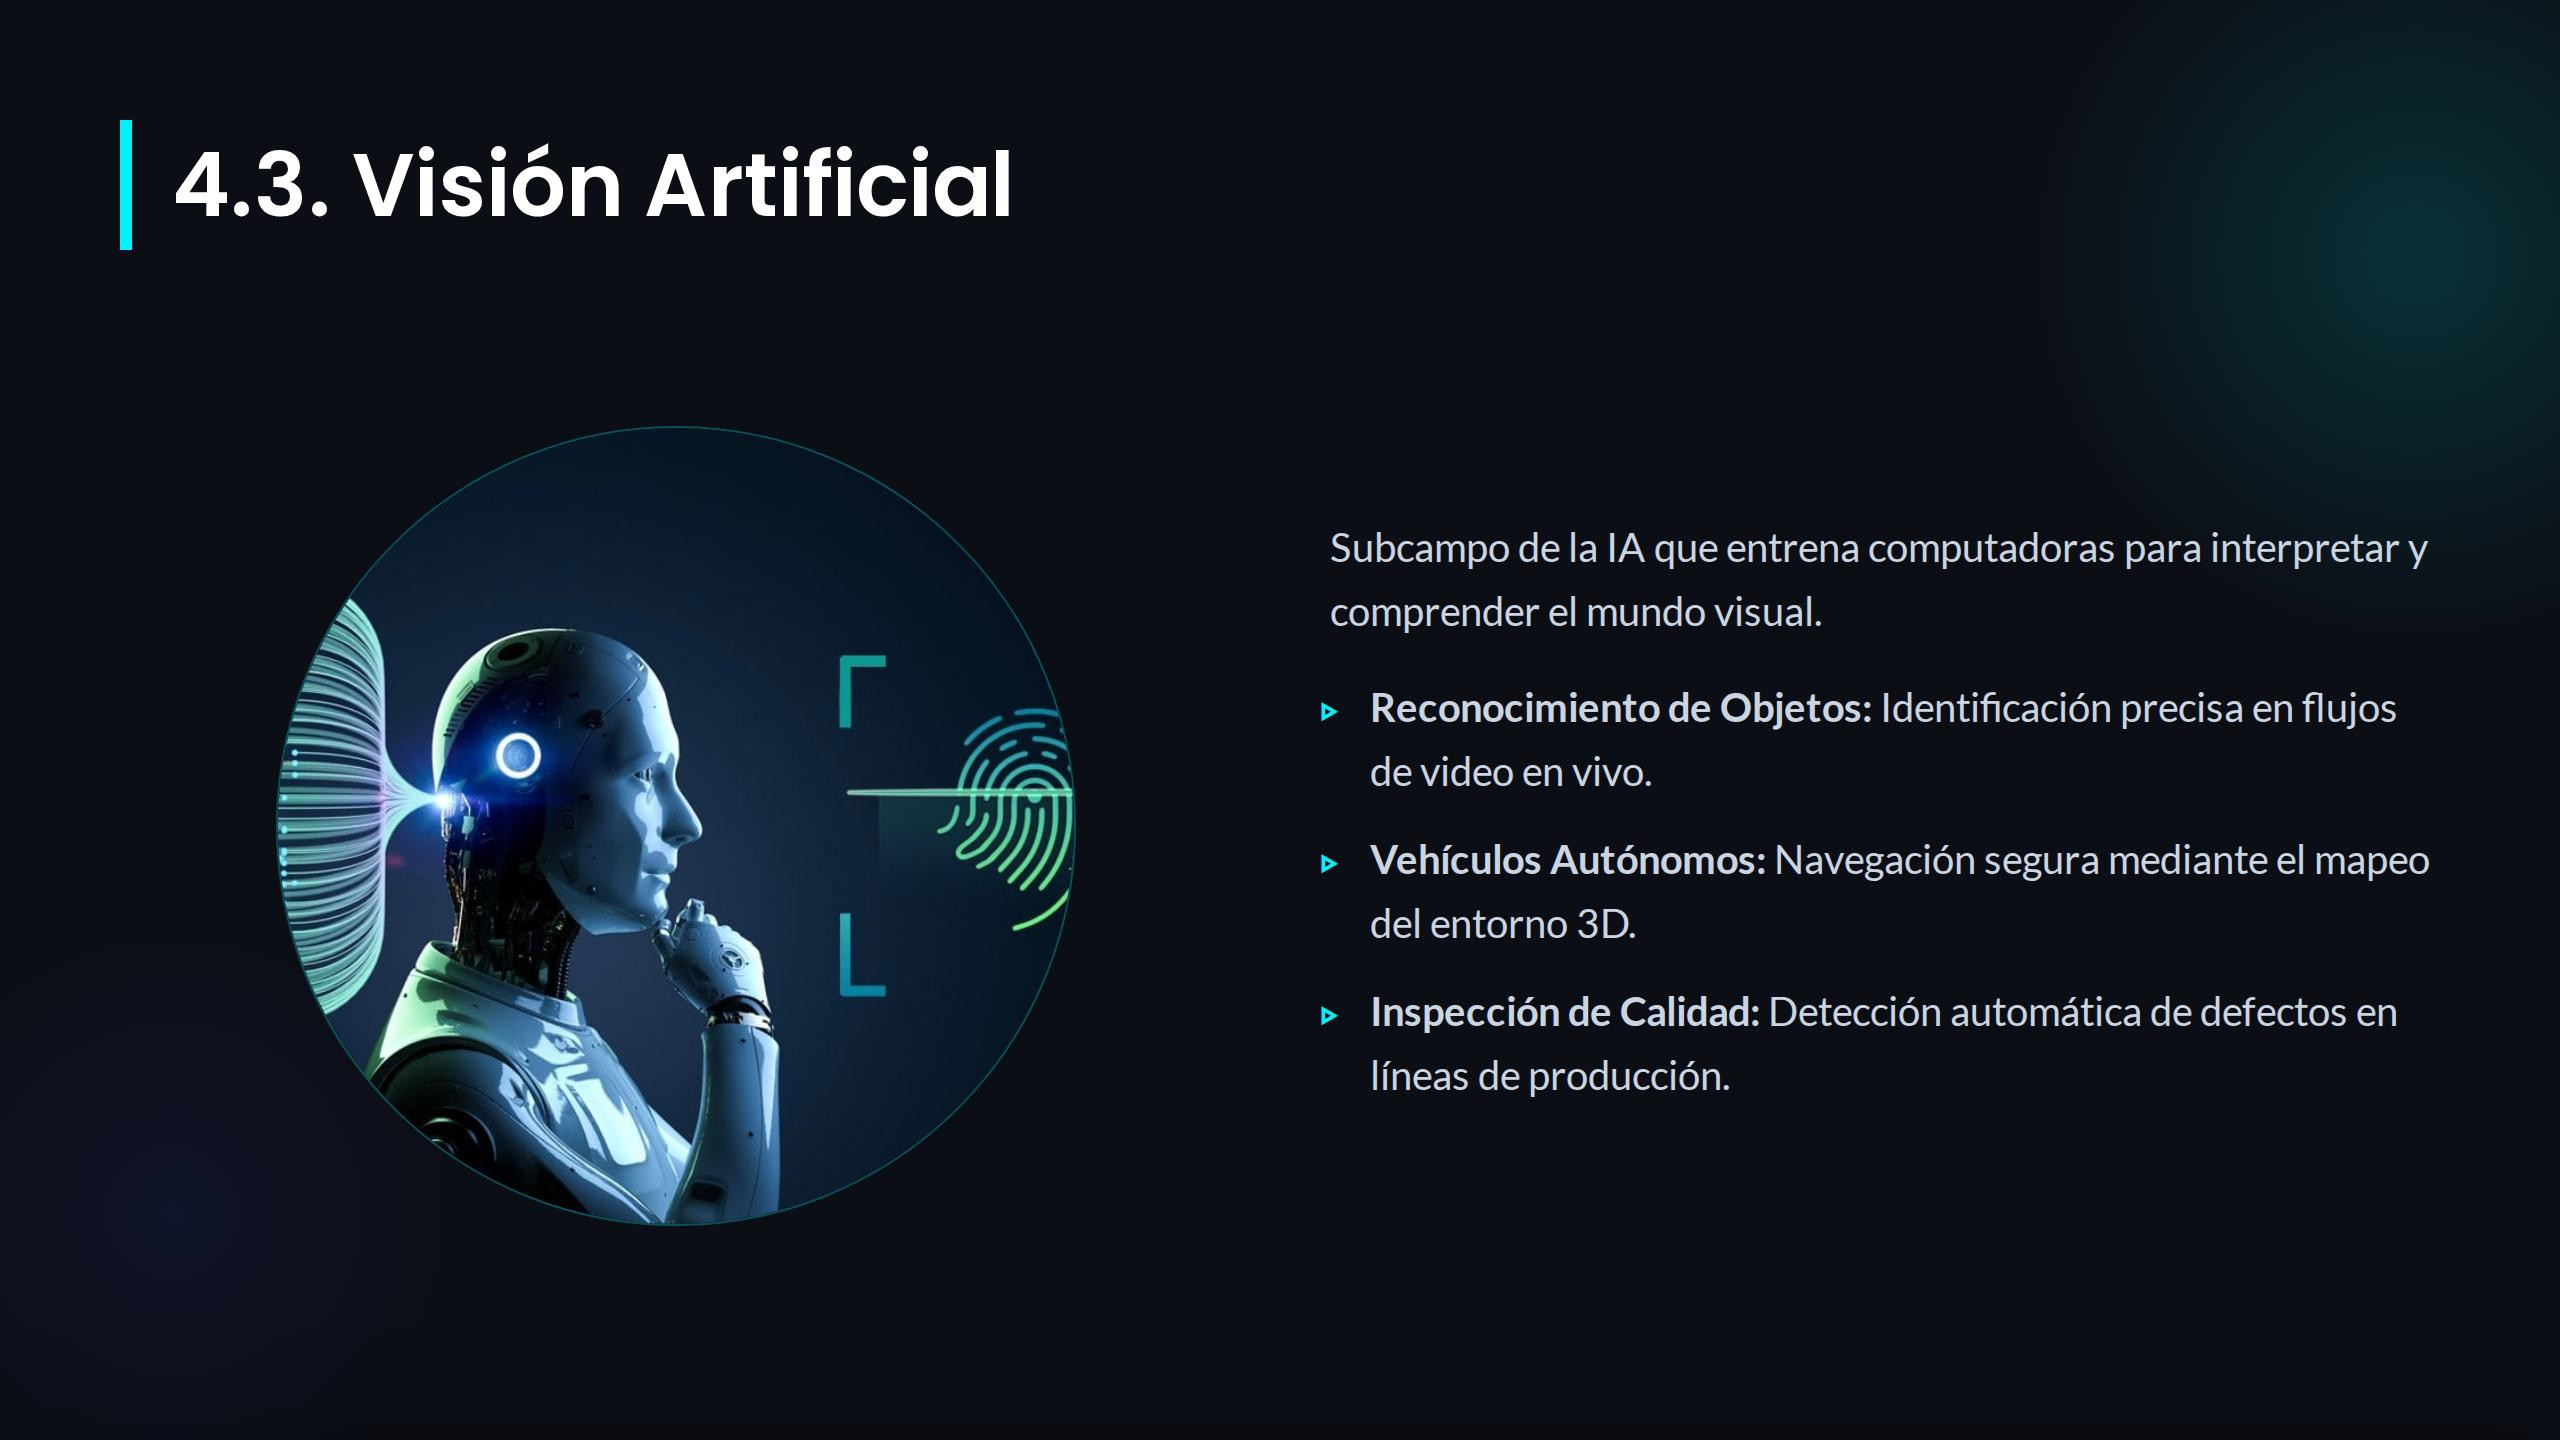 4.3. Visión Artificial
Subcampo de la IA que entrena computadoras para interpretar y
comprender el mundo visual.
Reconocimiento de Objetos: Identificación precisa en flujos
de video en vivo.
Vehículos Autónomos: Navegación segura mediante el mapeo
del entorno 3D.
Inspección de Calidad: Detección automática de defectos en
líneas de producción.